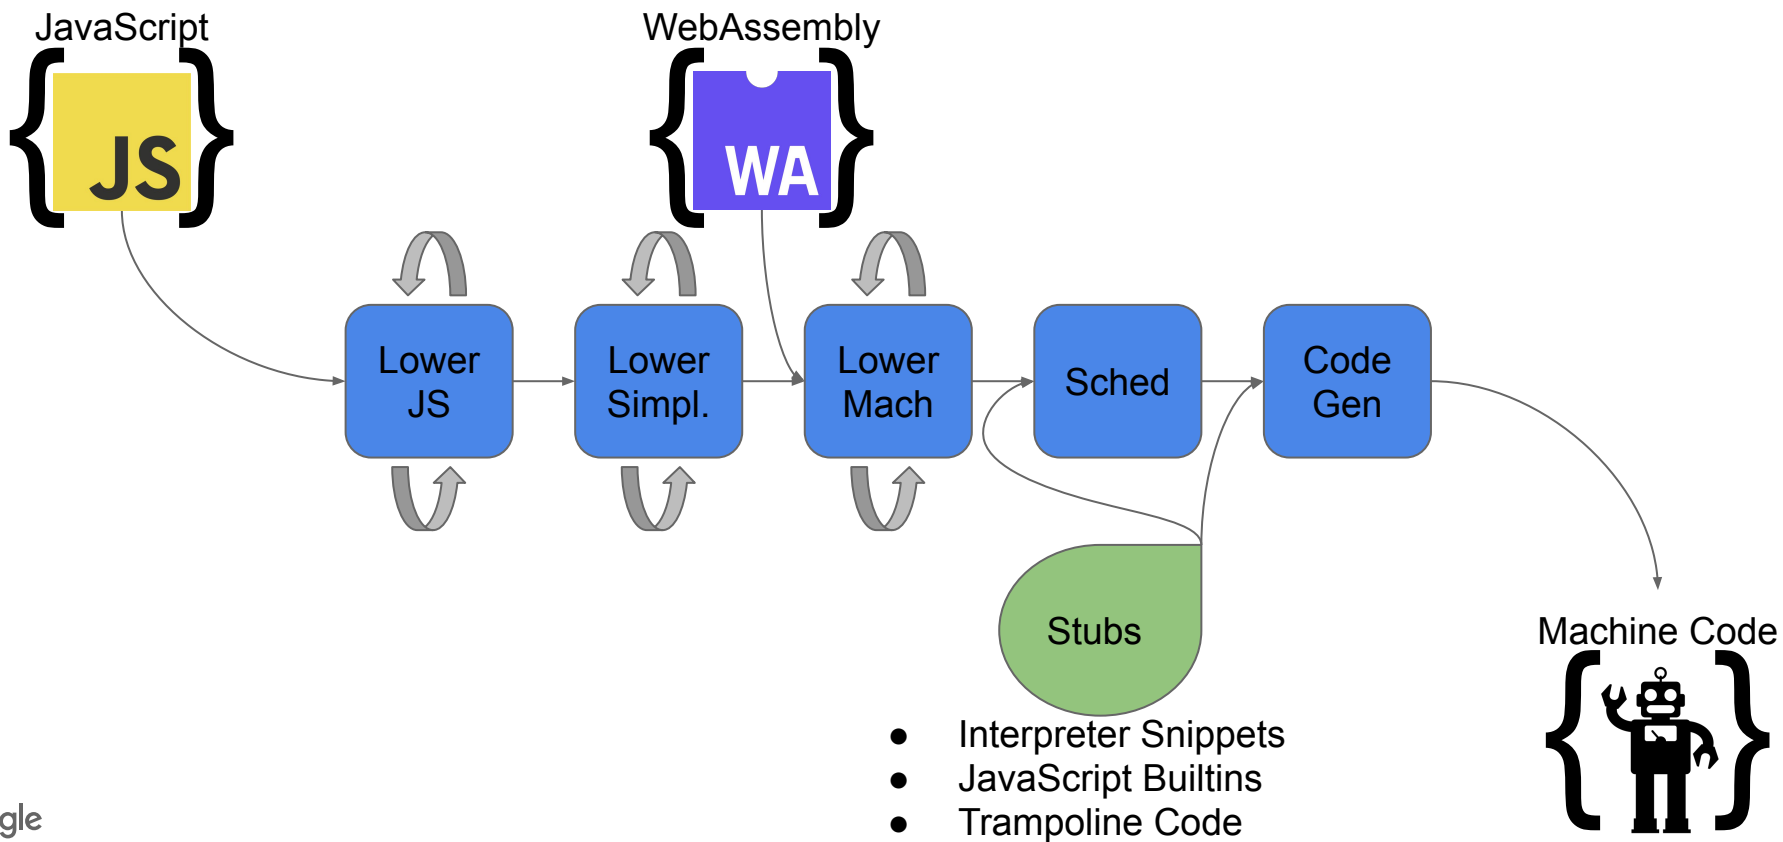 JavaScript
WebAssembly
JS
WA
Lower
JS
Lower
Simpl.
Lower
Mach
Sched
Code
Gen
Stubs
Machine Code
● Interpreter Snippets
● JavaScript Builtins
● Trampoline Code
gle